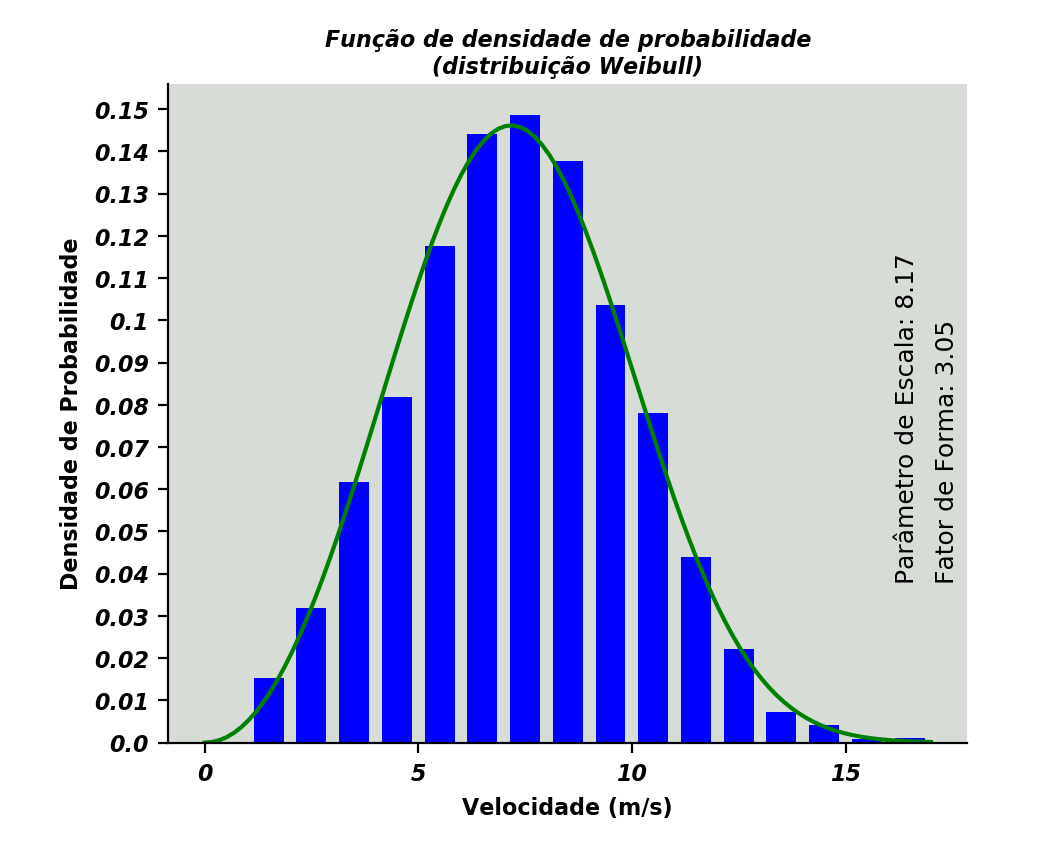 Função de densidade de probabilidade
(distribuição Weibull)
Densidade de Probabilidade
0.15
0.14
0.13
0.12
0.11
0.1
0.09
0.08
0.07
0.06
0.05
0.04
0.03
0.02
0.01
0.0
Parâmetro de Escala: 8.17
Fator de Forma: 3.05
0 5 10 15
Velocidade (m/s)